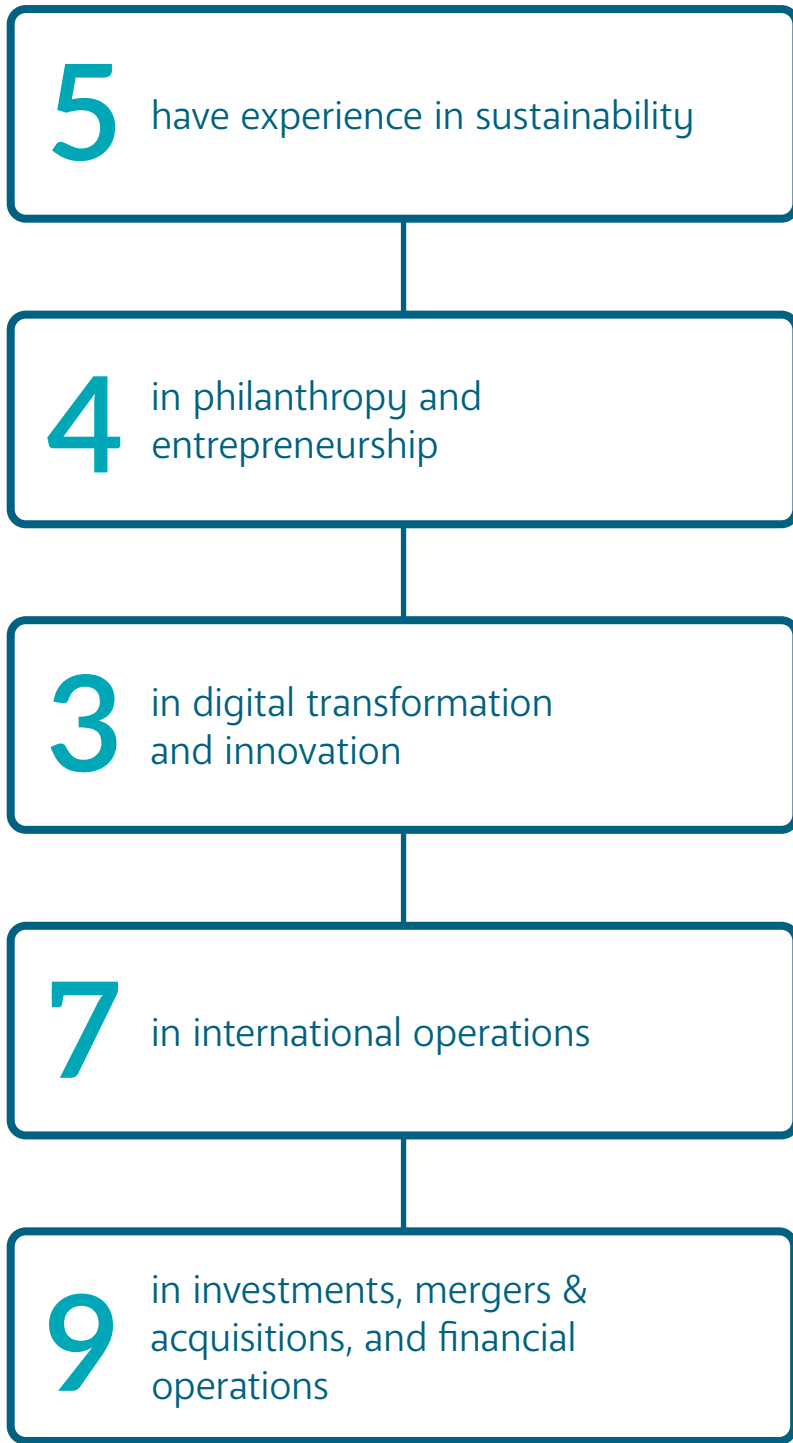 5
have experience in sustainability
4
in philanthropy and
entrepreneurship
3
in digital transformation
and innovation
7
in international operations
9
in investments, mergers &
acquisitions, and financial
operations